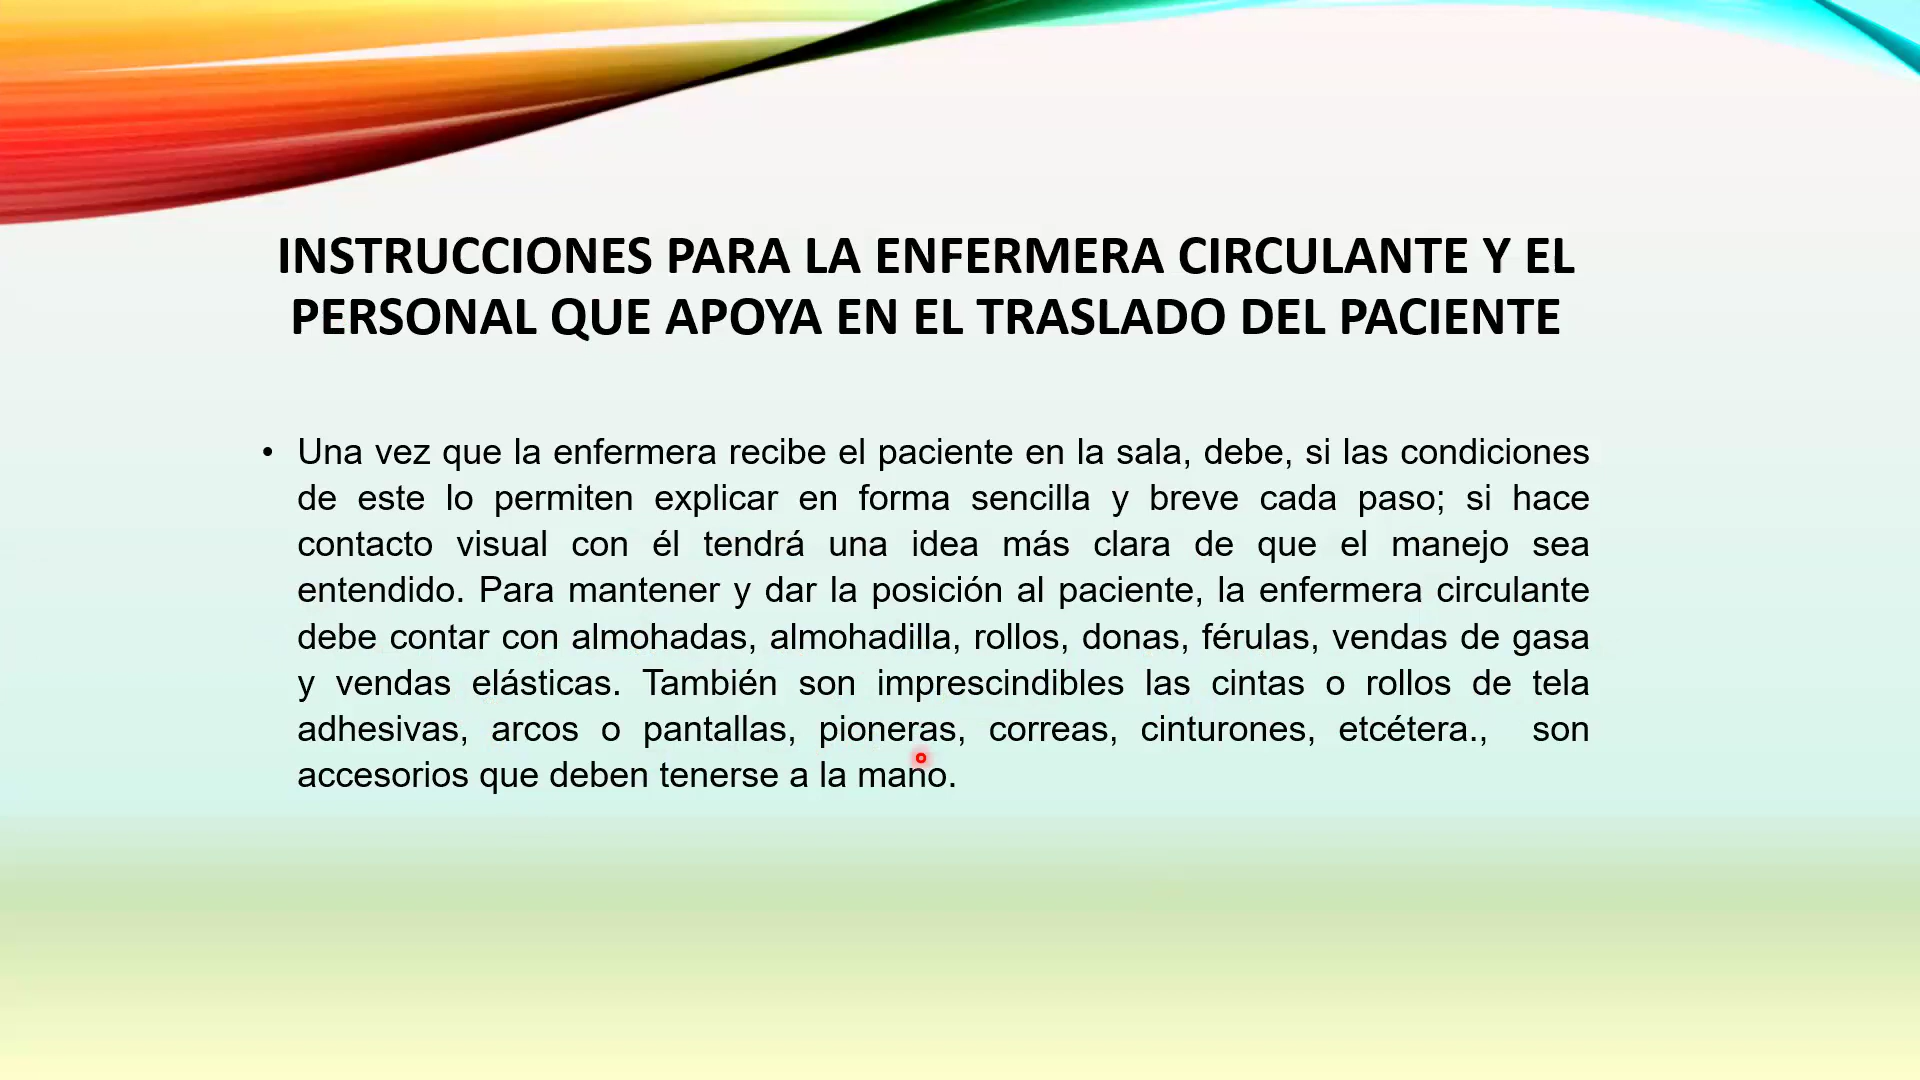 INSTRUCCIONES PARA LA ENFERMERA CIRCULANTE Y EL
PERSONAL QUE APOYA EN EL TRASLADO DEL PACIENTE
• Una vez que la enfermera recibe el paciente en la sala, debe, si las condiciones
de este lo permiten explicar en forma sencilla y breve cada paso; si hace
contacto visual con él tendrá una idea más clara de que el manejo sea
entendido. Para mantener y dar la posición al paciente, la enfermera circulante
debe contar con almohadas, almohadilla, rollos, donas, férulas, vendas de gasa
y vendas elásticas. También son imprescindibles las cintas o rollos de tela
adhesivas, arcos o pantallas, pioneras, correas, cinturones, etcétera., son
accesorios que deben tenerse a la mano.